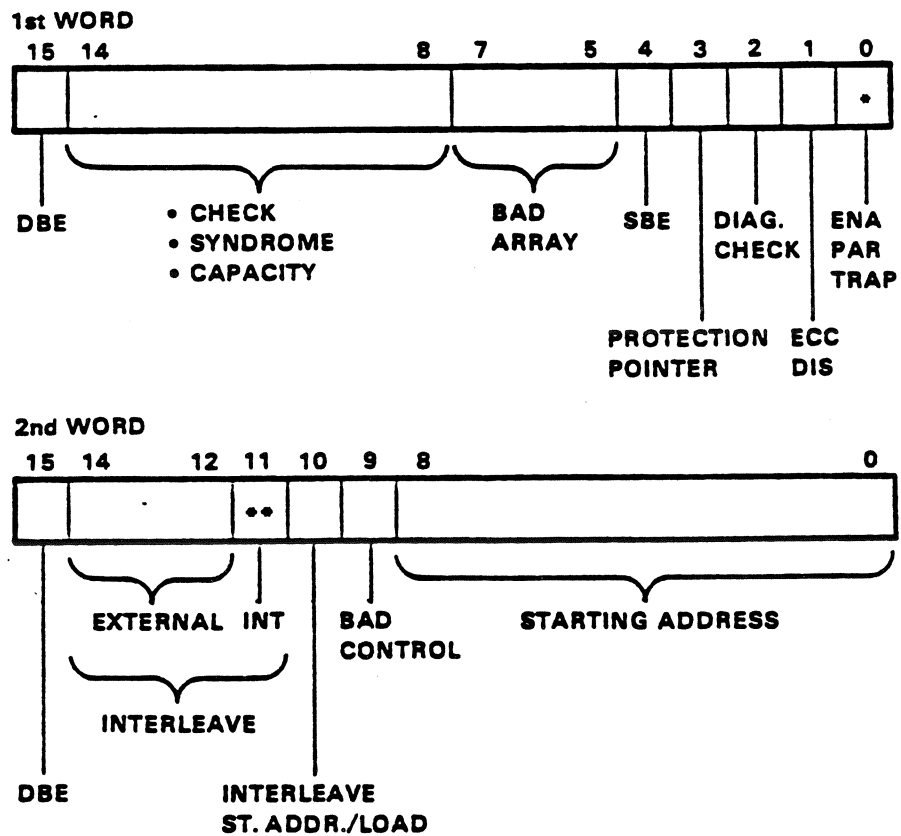 1st WORD
15 14 8 7 5 4 3 2 1 0
*
DBE
• CHECK
• SYNDROME
• CAPACITY
BAD
ARRAY
SBE
DIAG.
CHECK
ENA
PAR
TRAP
PROTECTION
POINTER
ECC
DIS
2nd WORD
15 14 12 11 10 9 8 0
**
EXTERNAL INT
BAD
CONTROL
STARTING ADDRESS
INTERLEAVE
DBE
INTERLEAVE
ST. ADDR./LOAD